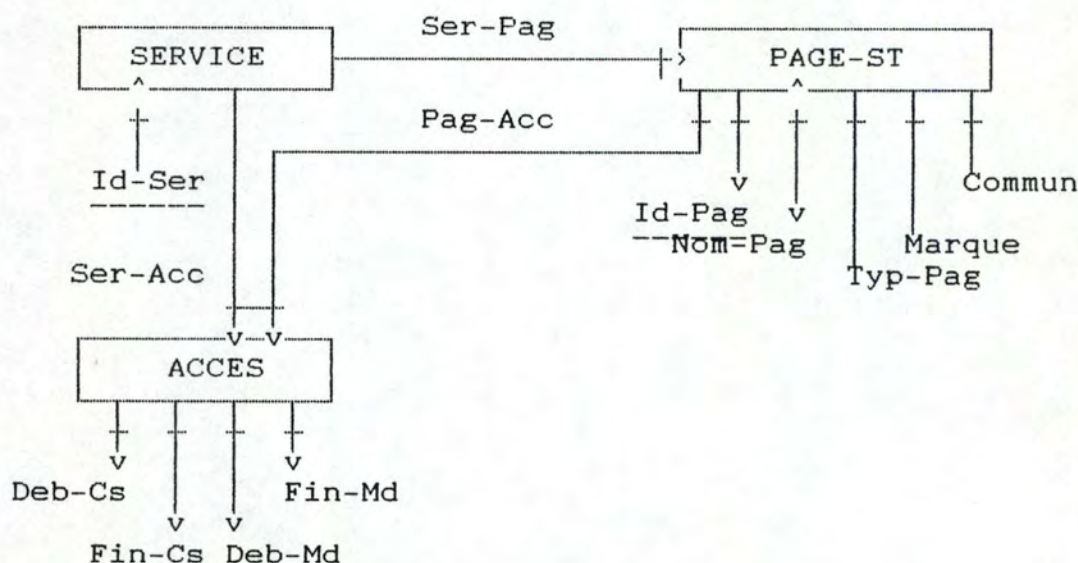 Ser-Pag
SERVICE PAGE-ST
Pag-Acc
Id-Ser Commun
Id-Pag
Nom-Pag Marque
Ser-Acc Typ-Pag
ACCES
Deb-Cs Fin-Md
Fin-Cs Deb-Md